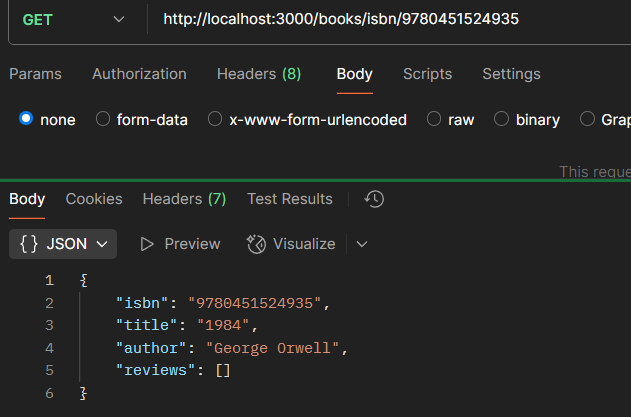 GET http://localhost:3000/books/isbn/9780451524935
Params Authorization Headers (8) Body Scripts Settings
none form-data x-www-form-urlencoded raw binary Grap
This reque
Body Cookies Headers (7) Test Results
{} JSON Preview Visualize
1 {
2 "isbn": "9780451524935",
3 "title": "1984",
4 "author": "George Orwell",
5 "reviews": []
6 }